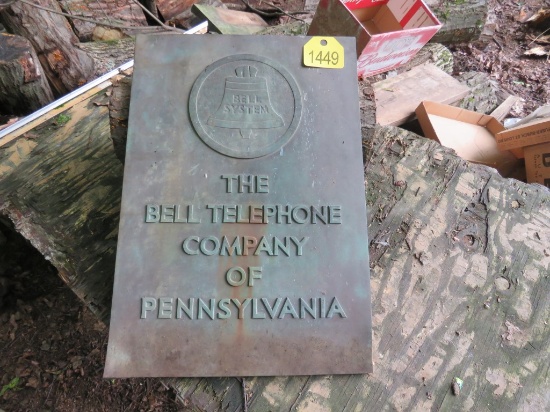 1449
BELL
SYSTEM
THE
BELL TELEPHONE
COMPANY
OF
PENNSYLVANIA